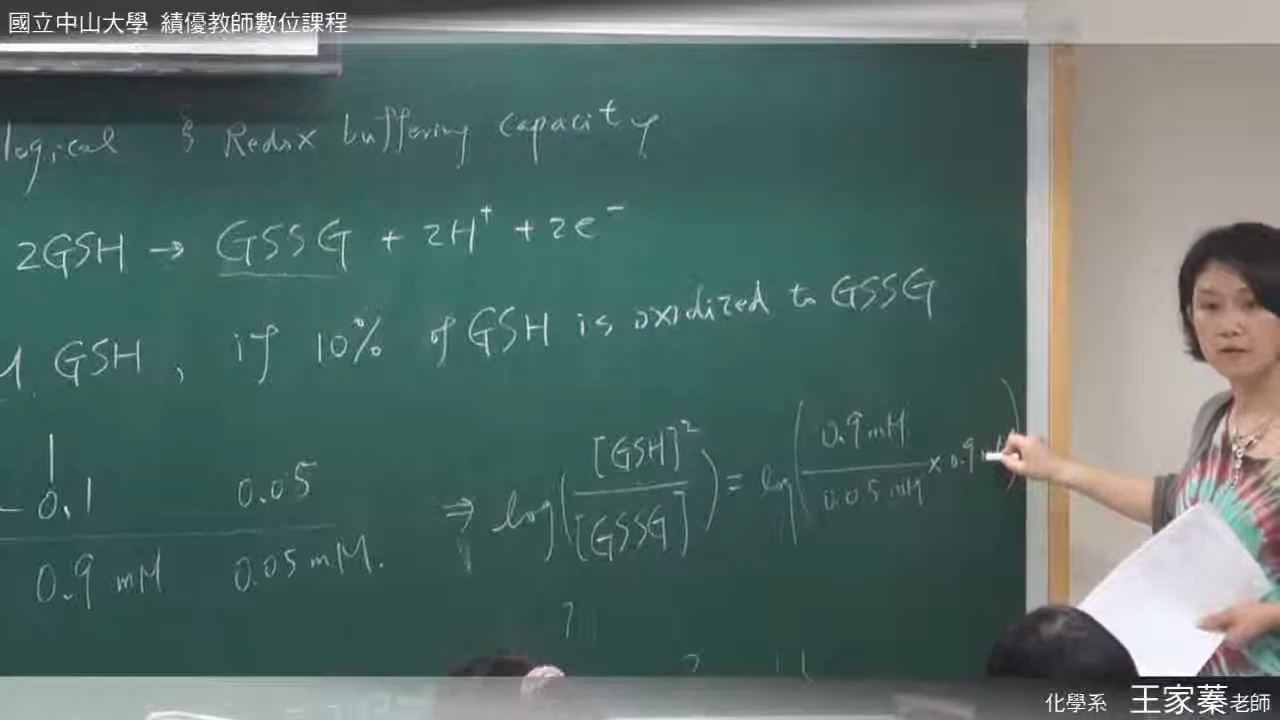 國立中山大學 績優教師數位課程
logical & Redox buffering capacity
2GSH → GSSG + 2H⁺ + 2e⁻
M GSH, if 10% of GSH is oxidized to GSSG
1
- 0.1 0.05
0.9 mM 0.05 mM.
⇒ log([GSH]²/[GSSG]) = log(0.9 mM/0.05 mM × 0.9
化學系 王家蓁老師